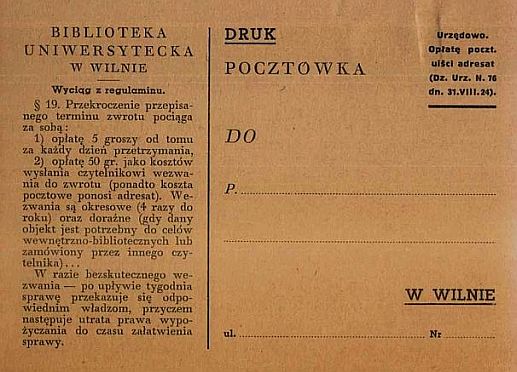 BIBLIOTEKA
UNIWERSYTECKA
W WILNIE
Wyciąg z regulaminu.
§ 19. Przekroczenie przepisa-
nego terminu zwrotu pociąga
za sobą:
1) opłatę 5 groszy od tomu
za każdy dzień przetrzymania,
2) opłatę 50 gr. jako kosztów
wysłania czytelnikowi wezwa-
nia do zwrotu (ponadto koszta
pocztowe ponosi adresat). We-
zwania są okresowe (4 razy do
roku) oraz doraźne (gdy dany
objekt jest potrzebny do celów
wewnętrzno-bibliotecznych lub
zamówiony przez innego czy-
telnika)...
W razie bezskutecznego we-
zwania — po upływie tygodnia
sprawę przekazuje się odpo-
wiednim władzom, przyczem
następuje utrata prawa wypo-
życzania do czasu załatwienia
sprawy.
DRUK
POCZTÓWKA
Urzędowo.
Opłatę poczt.
uiści adresat
(Dz. Urz. N. 76
dn. 31.VIII.24).
DO
P.
W WILNIE
ul. Nr